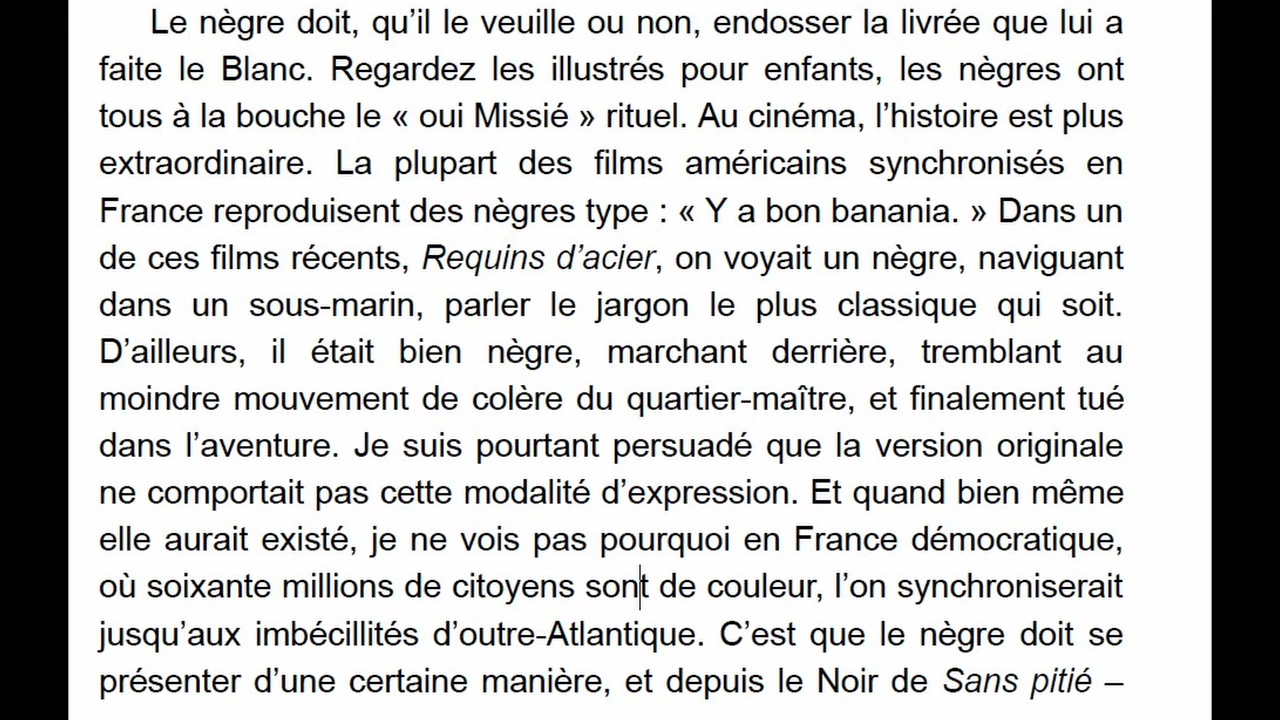 Le nègre doit, qu’il le veuille ou non, endosser la livrée que lui a
faite le Blanc. Regardez les illustrés pour enfants, les nègres ont
tous à la bouche le « oui Missié » rituel. Au cinéma, l’histoire est plus
extraordinaire. La plupart des films américains synchronisés en
France reproduisent des nègres type : « Y a bon banania. » Dans un
de ces films récents, Requins d’acier, on voyait un nègre, naviguant
dans un sous-marin, parler le jargon le plus classique qui soit.
D’ailleurs, il était bien nègre, marchant derrière, tremblant au
moindre mouvement de colère du quartier-maître, et finalement tué
dans l’aventure. Je suis pourtant persuadé que la version originale
ne comportait pas cette modalité d’expression. Et quand bien même
elle aurait existé, je ne vois pas pourquoi en France démocratique,
où soixante millions de citoyens sont de couleur, l’on synchroniserait
jusqu’aux imbécillités d’outre-Atlantique. C’est que le nègre doit se
présenter d’une certaine manière, et depuis le Noir de Sans pitié –